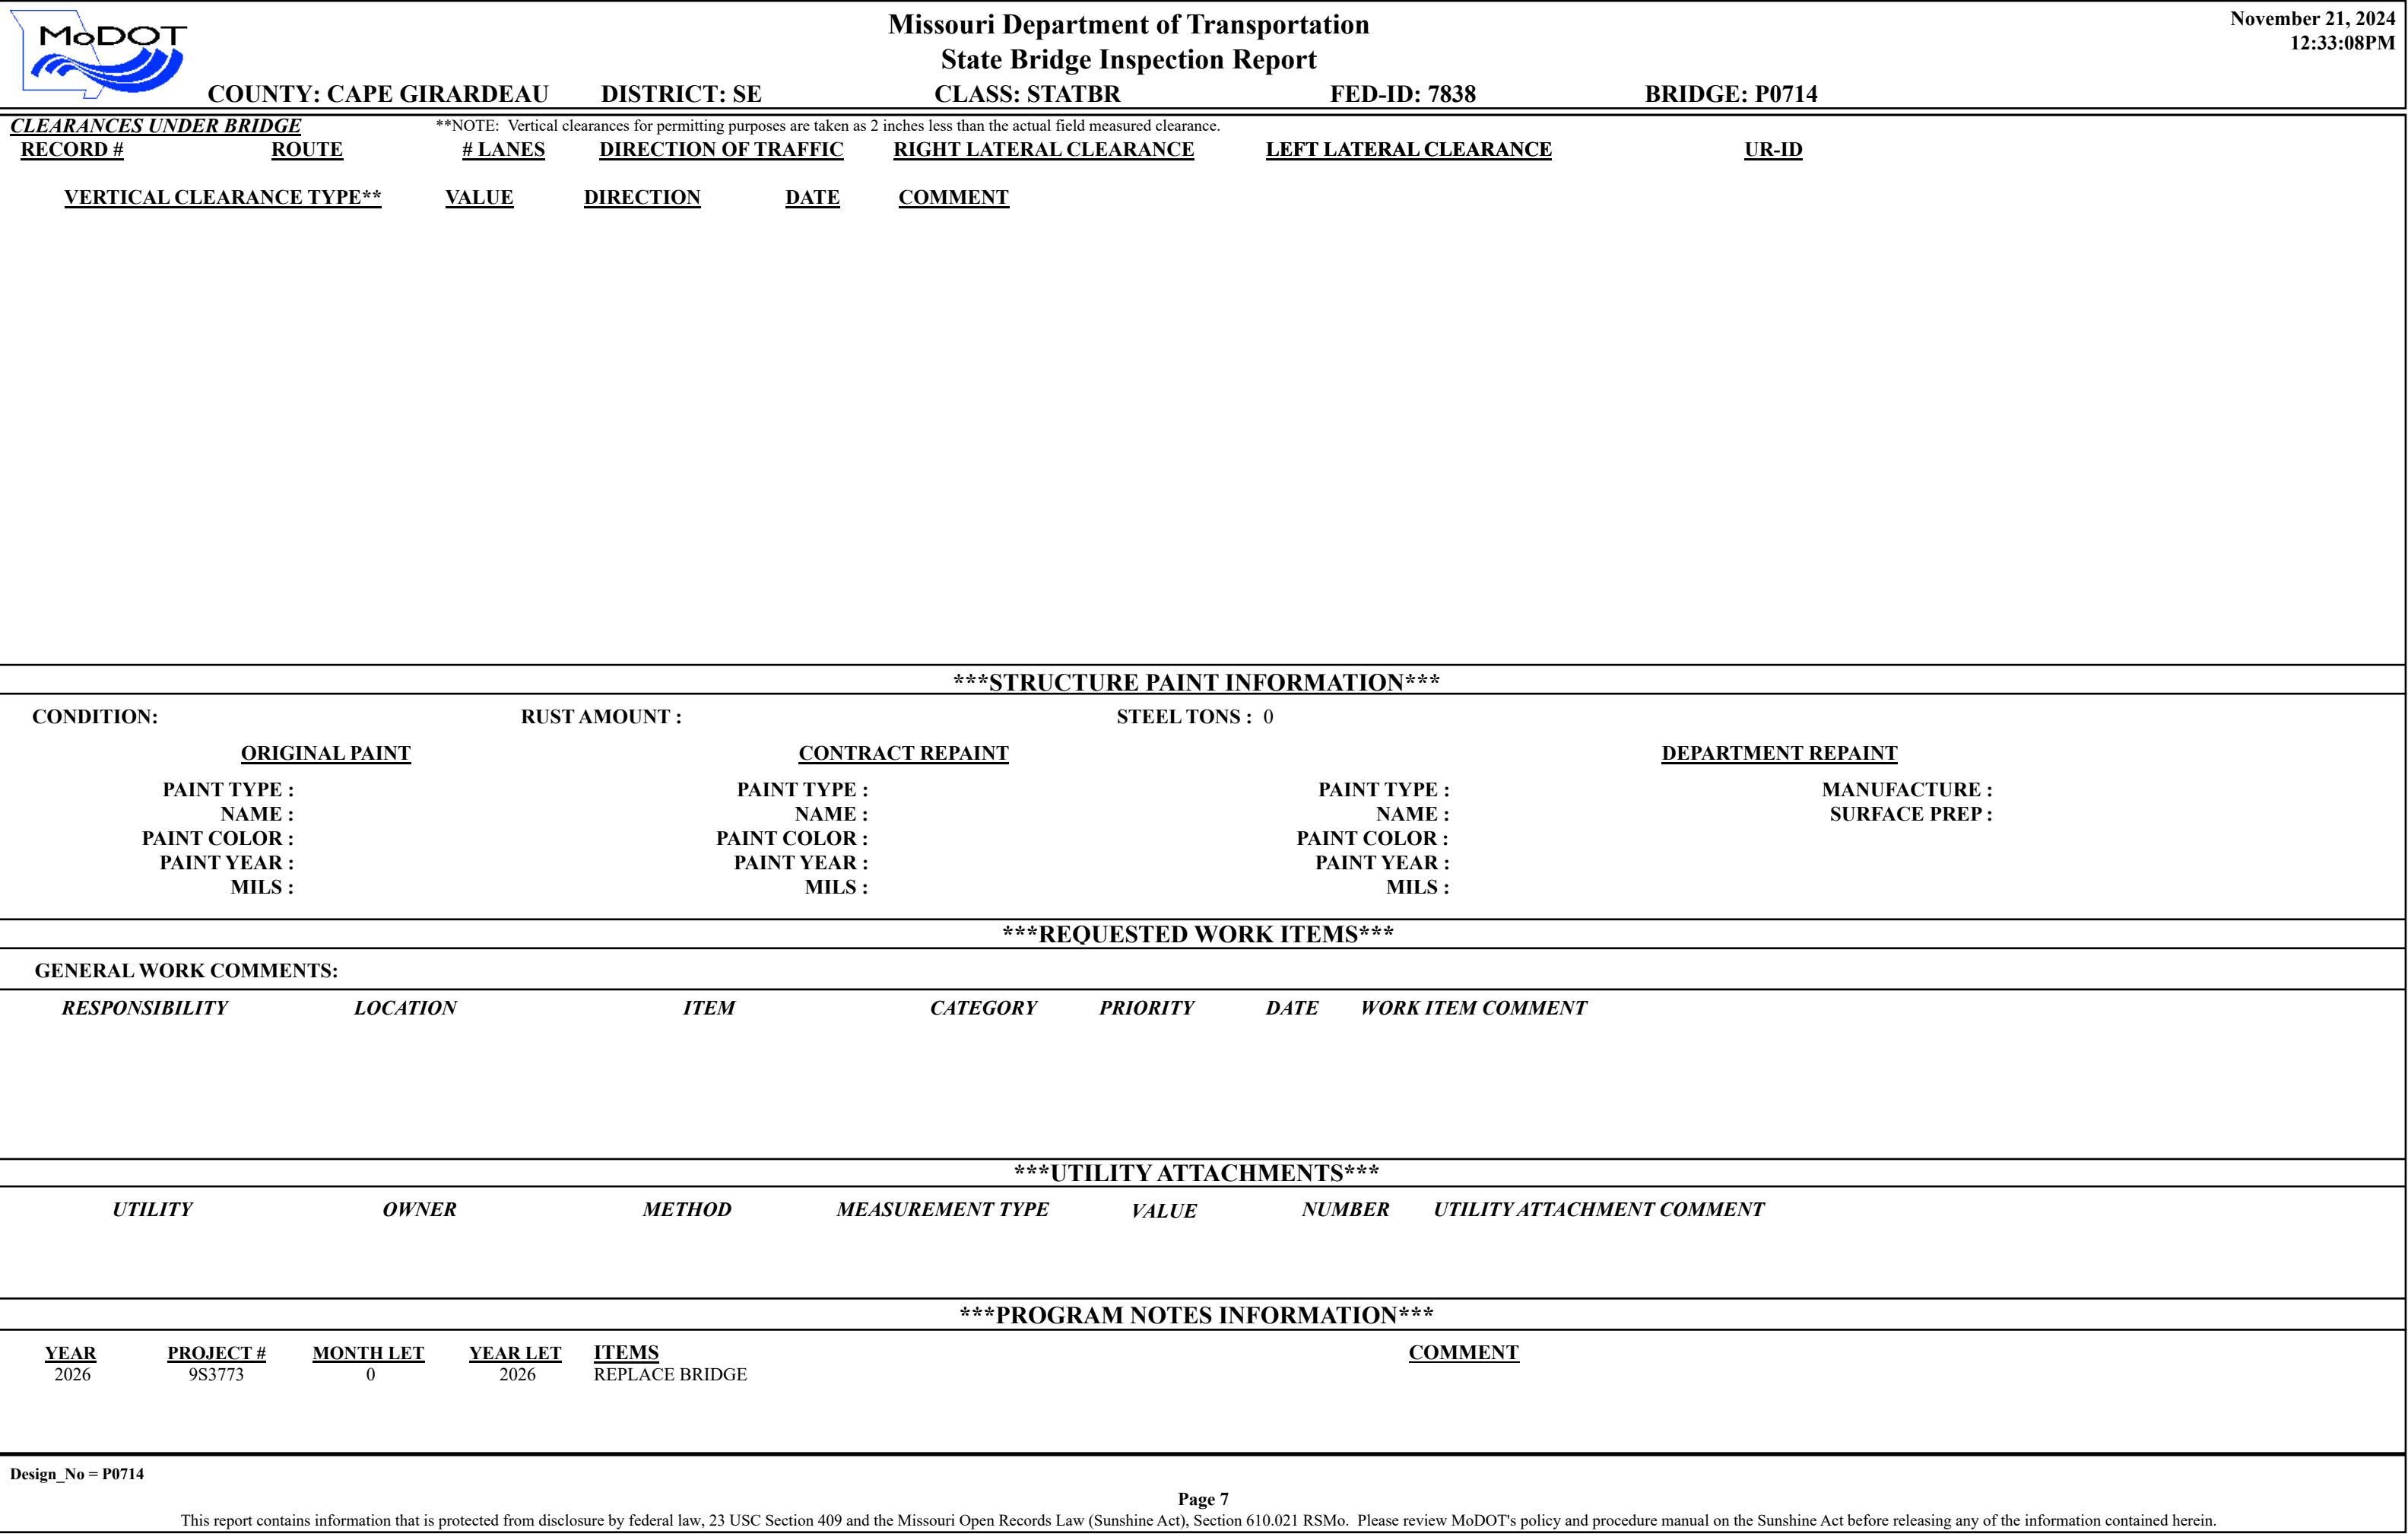 MoDOT
Missouri Department of Transportation
State Bridge Inspection Report
November 21, 2024
12:33:08PM
COUNTY: CAPE GIRARDEAU DISTRICT: SE CLASS: STATBR FED-ID: 7838 BRIDGE: P0714
CLEARANCES UNDER BRIDGE **NOTE: Vertical clearances for permitting purposes are taken as 2 inches less than the actual field measured clearance.
RECORD # ROUTE # LANES DIRECTION OF TRAFFIC RIGHT LATERAL CLEARANCE LEFT LATERAL CLEARANCE UR-ID
VERTICAL CLEARANCE TYPE** VALUE DIRECTION DATE COMMENT
***STRUCTURE PAINT INFORMATION***
CONDITION: RUST AMOUNT : STEEL TONS : 0
ORIGINAL PAINT CONTRACT REPAINT DEPARTMENT REPAINT
PAINT TYPE : PAINT TYPE : PAINT TYPE : MANUFACTURE :
NAME : NAME : NAME : SURFACE PREP :
PAINT COLOR : PAINT COLOR : PAINT COLOR :
PAINT YEAR : PAINT YEAR : PAINT YEAR :
MILS : MILS : MILS :
***REQUESTED WORK ITEMS***
GENERAL WORK COMMENTS:
RESPONSIBILITY LOCATION ITEM CATEGORY PRIORITY DATE WORK ITEM COMMENT
***UTILITY ATTACHMENTS***
UTILITY OWNER METHOD MEASUREMENT TYPE VALUE NUMBER UTILITY ATTACHMENT COMMENT
***PROGRAM NOTES INFORMATION***
YEAR PROJECT # MONTH LET YEAR LET ITEMS COMMENT
2026 9S3773 0 2026 REPLACE BRIDGE
Design_No = P0714
Page 7
This report contains information that is protected from disclosure by federal law, 23 USC Section 409 and the Missouri Open Records Law (Sunshine Act), Section 610.021 RSMo.  Please review MoDOT's policy and procedure manual on the Sunshine Act before releasing any of the information contained herein.